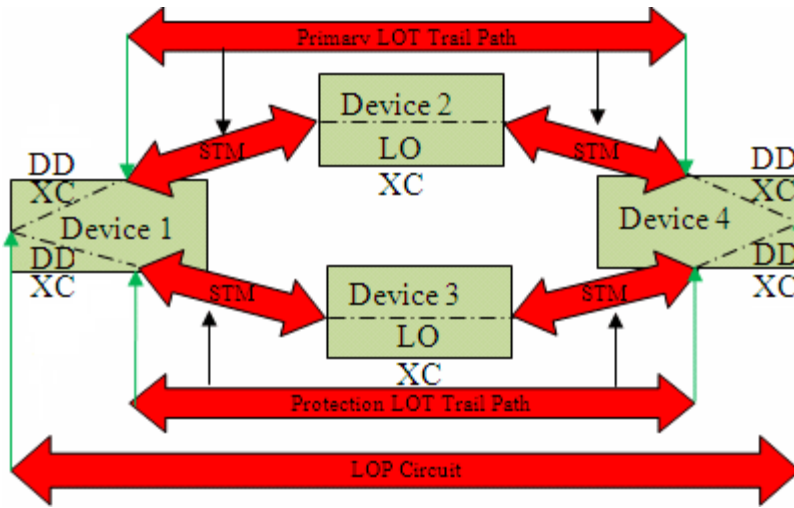 Primary LOT Trail Path
Device 2
STM
STM
LO
XC
DD
XC
DD
XC
Device 1
Device 4
DD
XC
DD
XC
STM
Device 3
STM
LO
XC
Protection LOT Trail Path
LOP Circuit